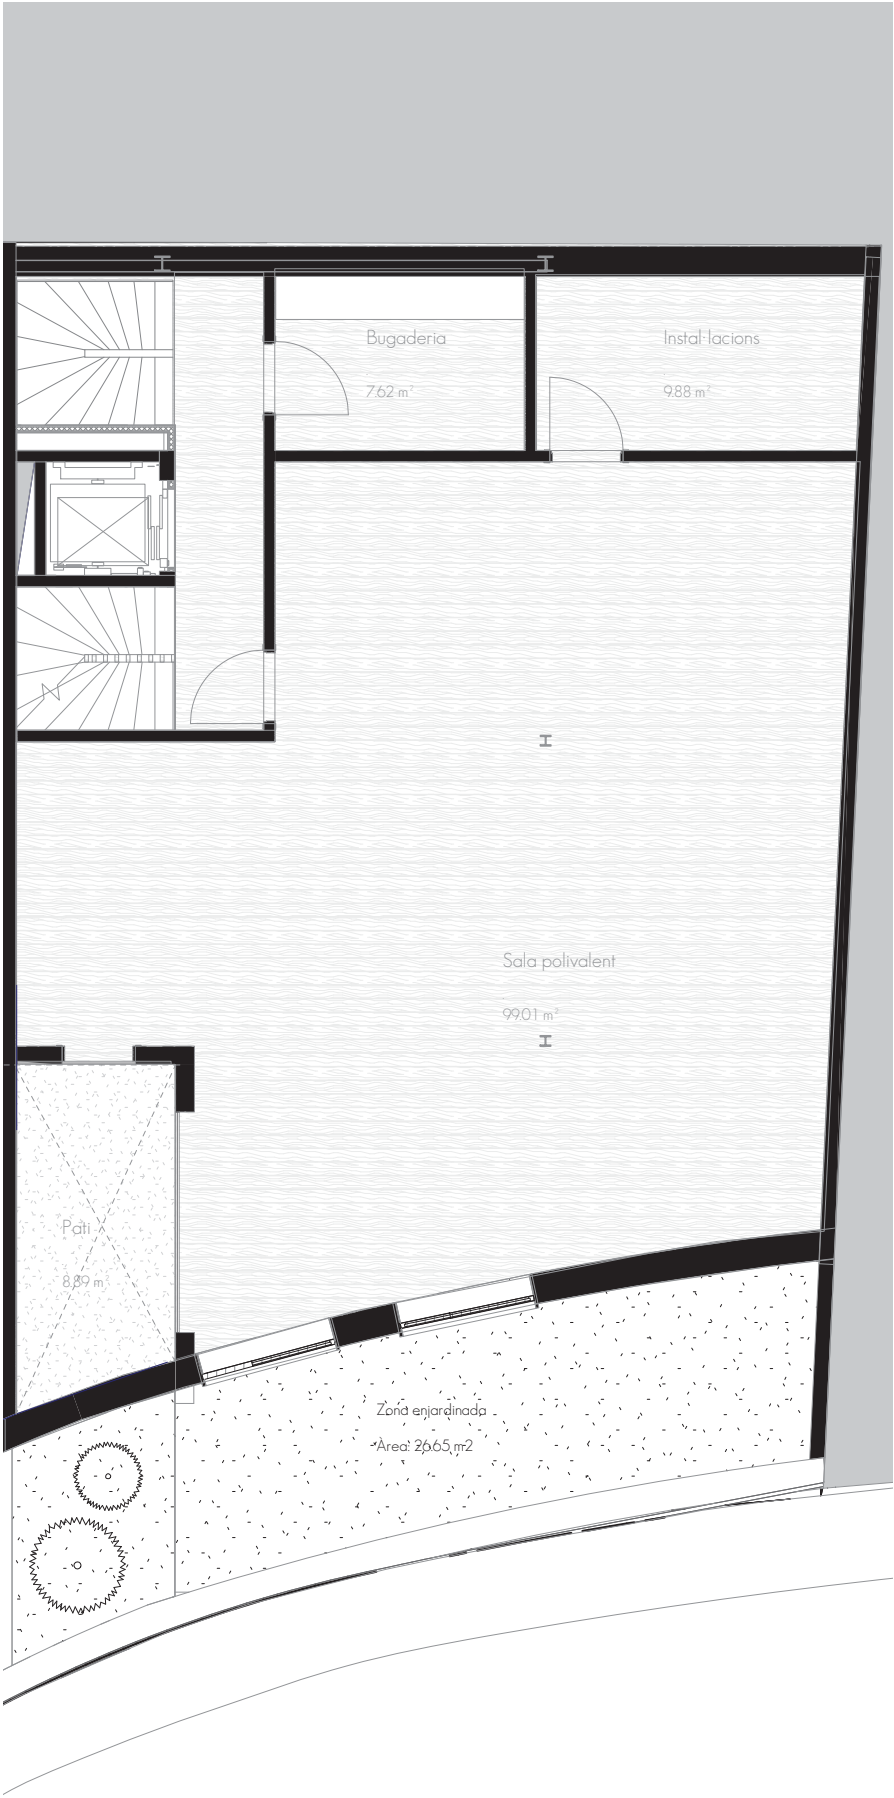 Bugaderia
7.62 m²
Instal·lacions
9.88 m²
Sala polivalent
99.01 m²
Pati
8.89 m
Zona enjardinada
Àrea: 26.65 m2